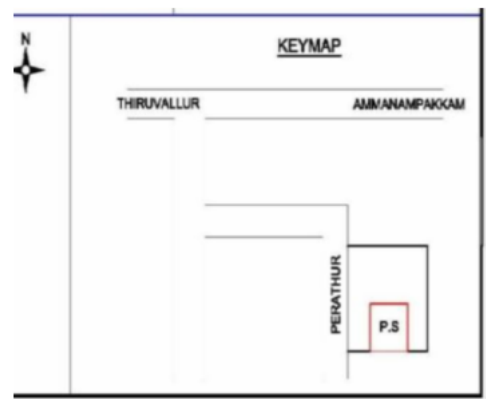 N
KEYMAP
THIRUVALLUR
AMMANAMPAKKAM
PERATHUR
P.S